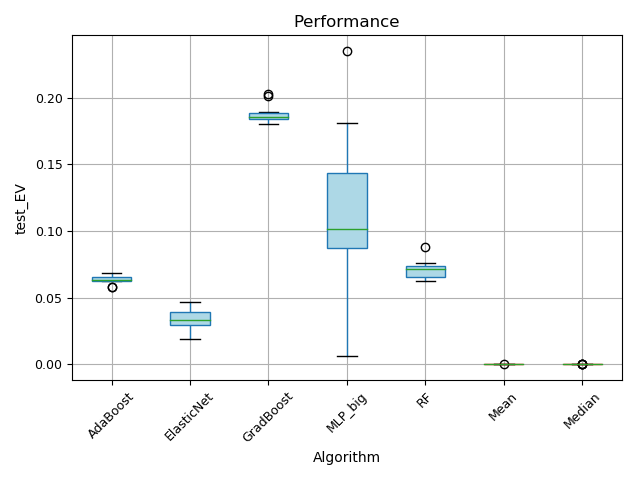 Performance
test_EV
0.20
0.15
0.10
0.05
0.00
AdaBoost
ElasticNet
GradBoost
MLP_big
RF
Mean
Median
Algorithm